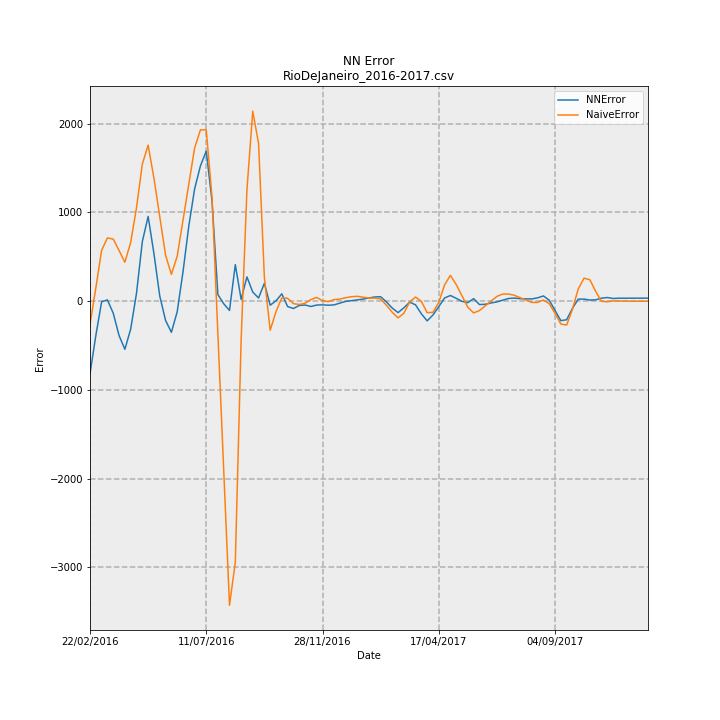 NN Error
RioDeJaneiro_2016-2017.csv
NNError
NaiveError
2000
1000
0
−1000
−2000
−3000
Error
22/02/2016
11/07/2016
28/11/2016
17/04/2017
04/09/2017
Date